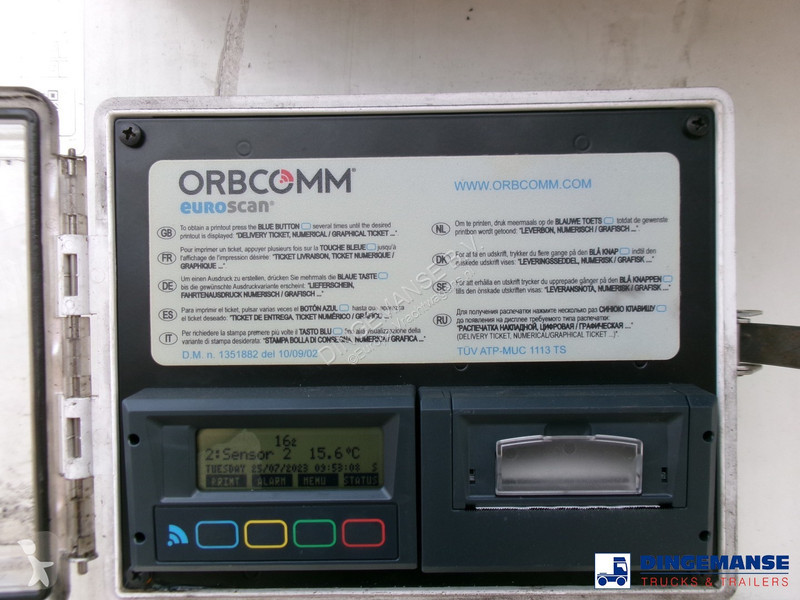 ORBCOMM®
euroscan®
WWW.ORBCOMM.COM
GB To obtain a printout press the BLUE BUTTON several times until the desired
printout is displayed "DELIVERY TICKET, NUMERICAL / GRAPHICAL TICKET ..."
FR Pour imprimer un ticket, appuyer plusieurs fois sur la TOUCHE BLEUE jusqu'à
l'affichage de l'impression désirée "TICKET LIVRAISON, TICKET NUMERIQUE /
GRAPHIQUE ..."
DE Um einen Ausdruck zu erstellen, drücken Sie mehrmals die BLAUE TASTE
bis die gewünschte Ausdruckvariante erscheint: "LIEFERSCHEIN,
FAHRTENAUSDRUCK NUMERISCH / GRAFISCH ..."
ES Para imprimir el ticket, pulsar varias veces el BOTÓN AZUL hasta
el ticket deseado: "TICKET DE ENTREGA, TICKET NUMÉRICO / GRÁFICO ..."
IT Per richiedere la stampa premere più volte il TASTO BLU visualizzazione della
variante di stampa desiderata: "STAMPA BOLLA DI CONSEGNA, NUMERICA / GRAFICA ..."
D.M. n. 1351882 del 10/09/02
NL Om te printen, druk meermaals op de BLAUWE TOETS totdat de gewenste
printbon wordt getoond: "LEVERBON, NUMERISCH / GRAFISCH ..."
DK For at få en udskrift, trykker du flere gange på den BLÅ KNAP indtil den
ønskede udskriften vises: "LEVERINGSSEDDEL, NUMERISK / GRAFISK ..."
SE För att erhålla en utskrift trycker du upprepade gånger på den BLÅ KNAPPEN
tills den önskade utskriften visas: "LEVERANSNOTA, NUMERISK / GRAFISK ..."
RU Для получения распечатки нажмите несколько раз СИНЮЮ КЛАВИШУ
до появления на дисплее требуемого типа распечатки:
"РАСПЕЧАТКА НАКЛАДНОЙ, ЦИФРОВАЯ / ГРАФИЧЕСКАЯ ..."
(DELIVERY TICKET, NUMERICAL/GRAPHICAL TICKET ...)
TÜV ATP-MUC 1113 TS
2:Sensor 2 15.6°C
TUESDAY 25/07/2023 09:53:08 S
PRINT ALARM MENU STATUS
DINGEMANSE
TRUCKS & TRAILERS